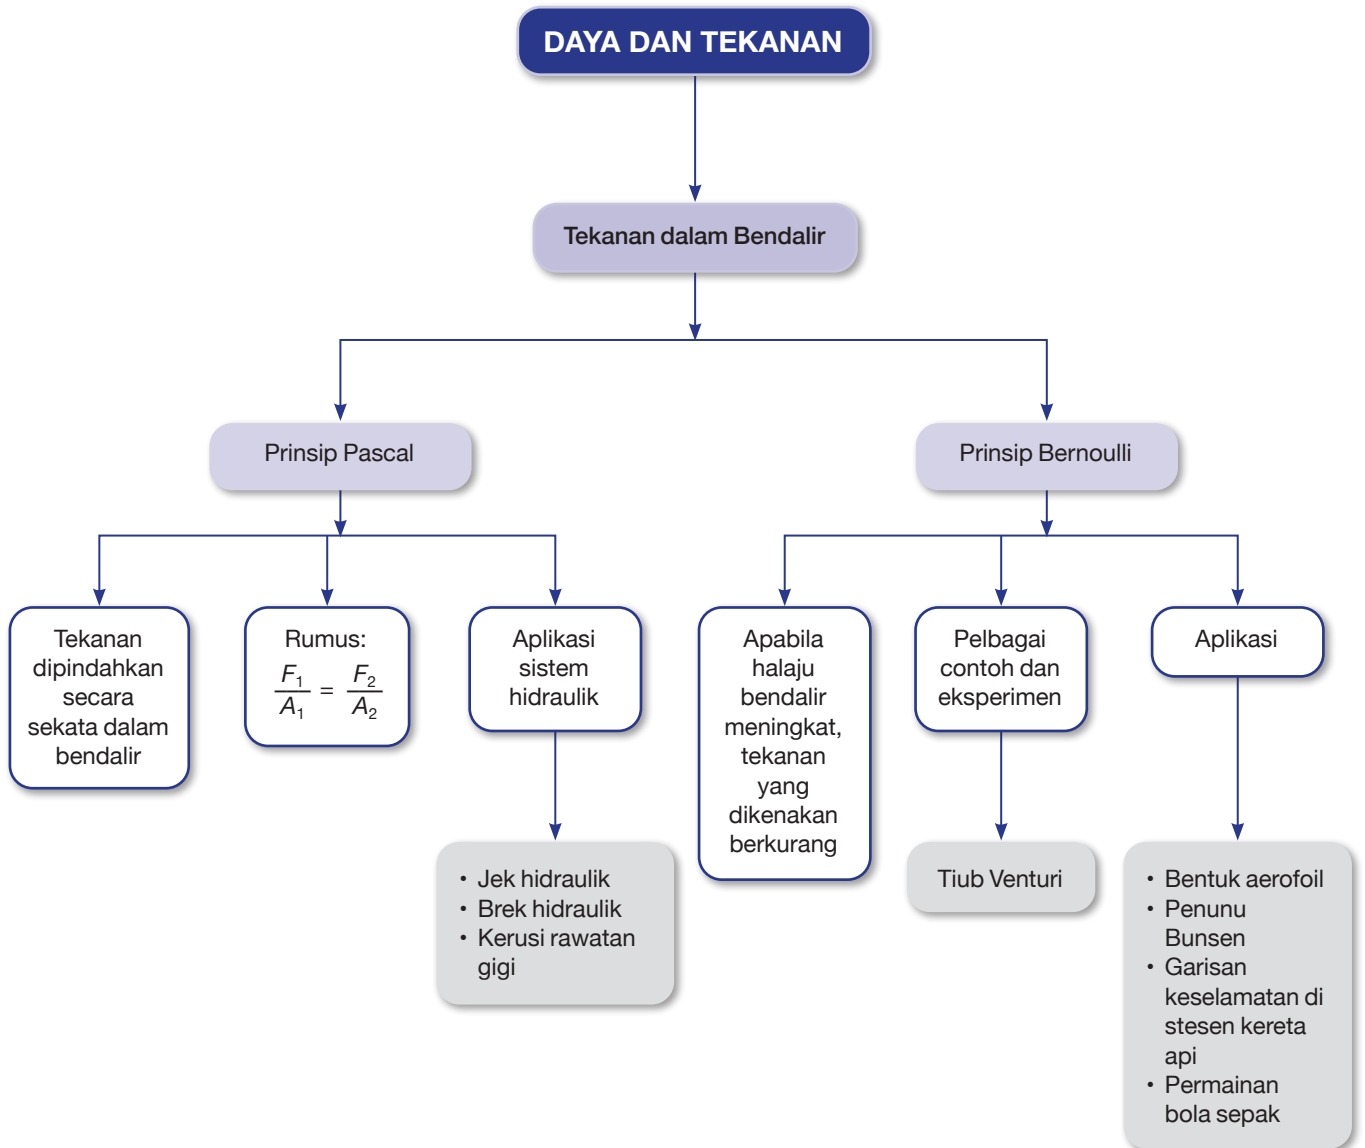 DAYA DAN TEKANAN
Tekanan dalam Bendalir
Prinsip Pascal
Prinsip Bernoulli
Tekanan
dipindahkan
secara
sekata dalam
bendalir
Rumus:
F₁/A₁ = F₂/A₂
Aplikasi
sistem
hidraulik
Apabila
halaju
bendalir
meningkat,
tekanan
yang
dikenakan
berkurang
Pelbagai
contoh dan
eksperimen
Aplikasi
• Jek hidraulik
• Brek hidraulik
• Kerusi rawatan
gigi
Tiub Venturi
• Bentuk aerofoil
• Penunu
Bunsen
• Garisan
keselamatan di
stesen kereta
api
• Permainan
bola sepak